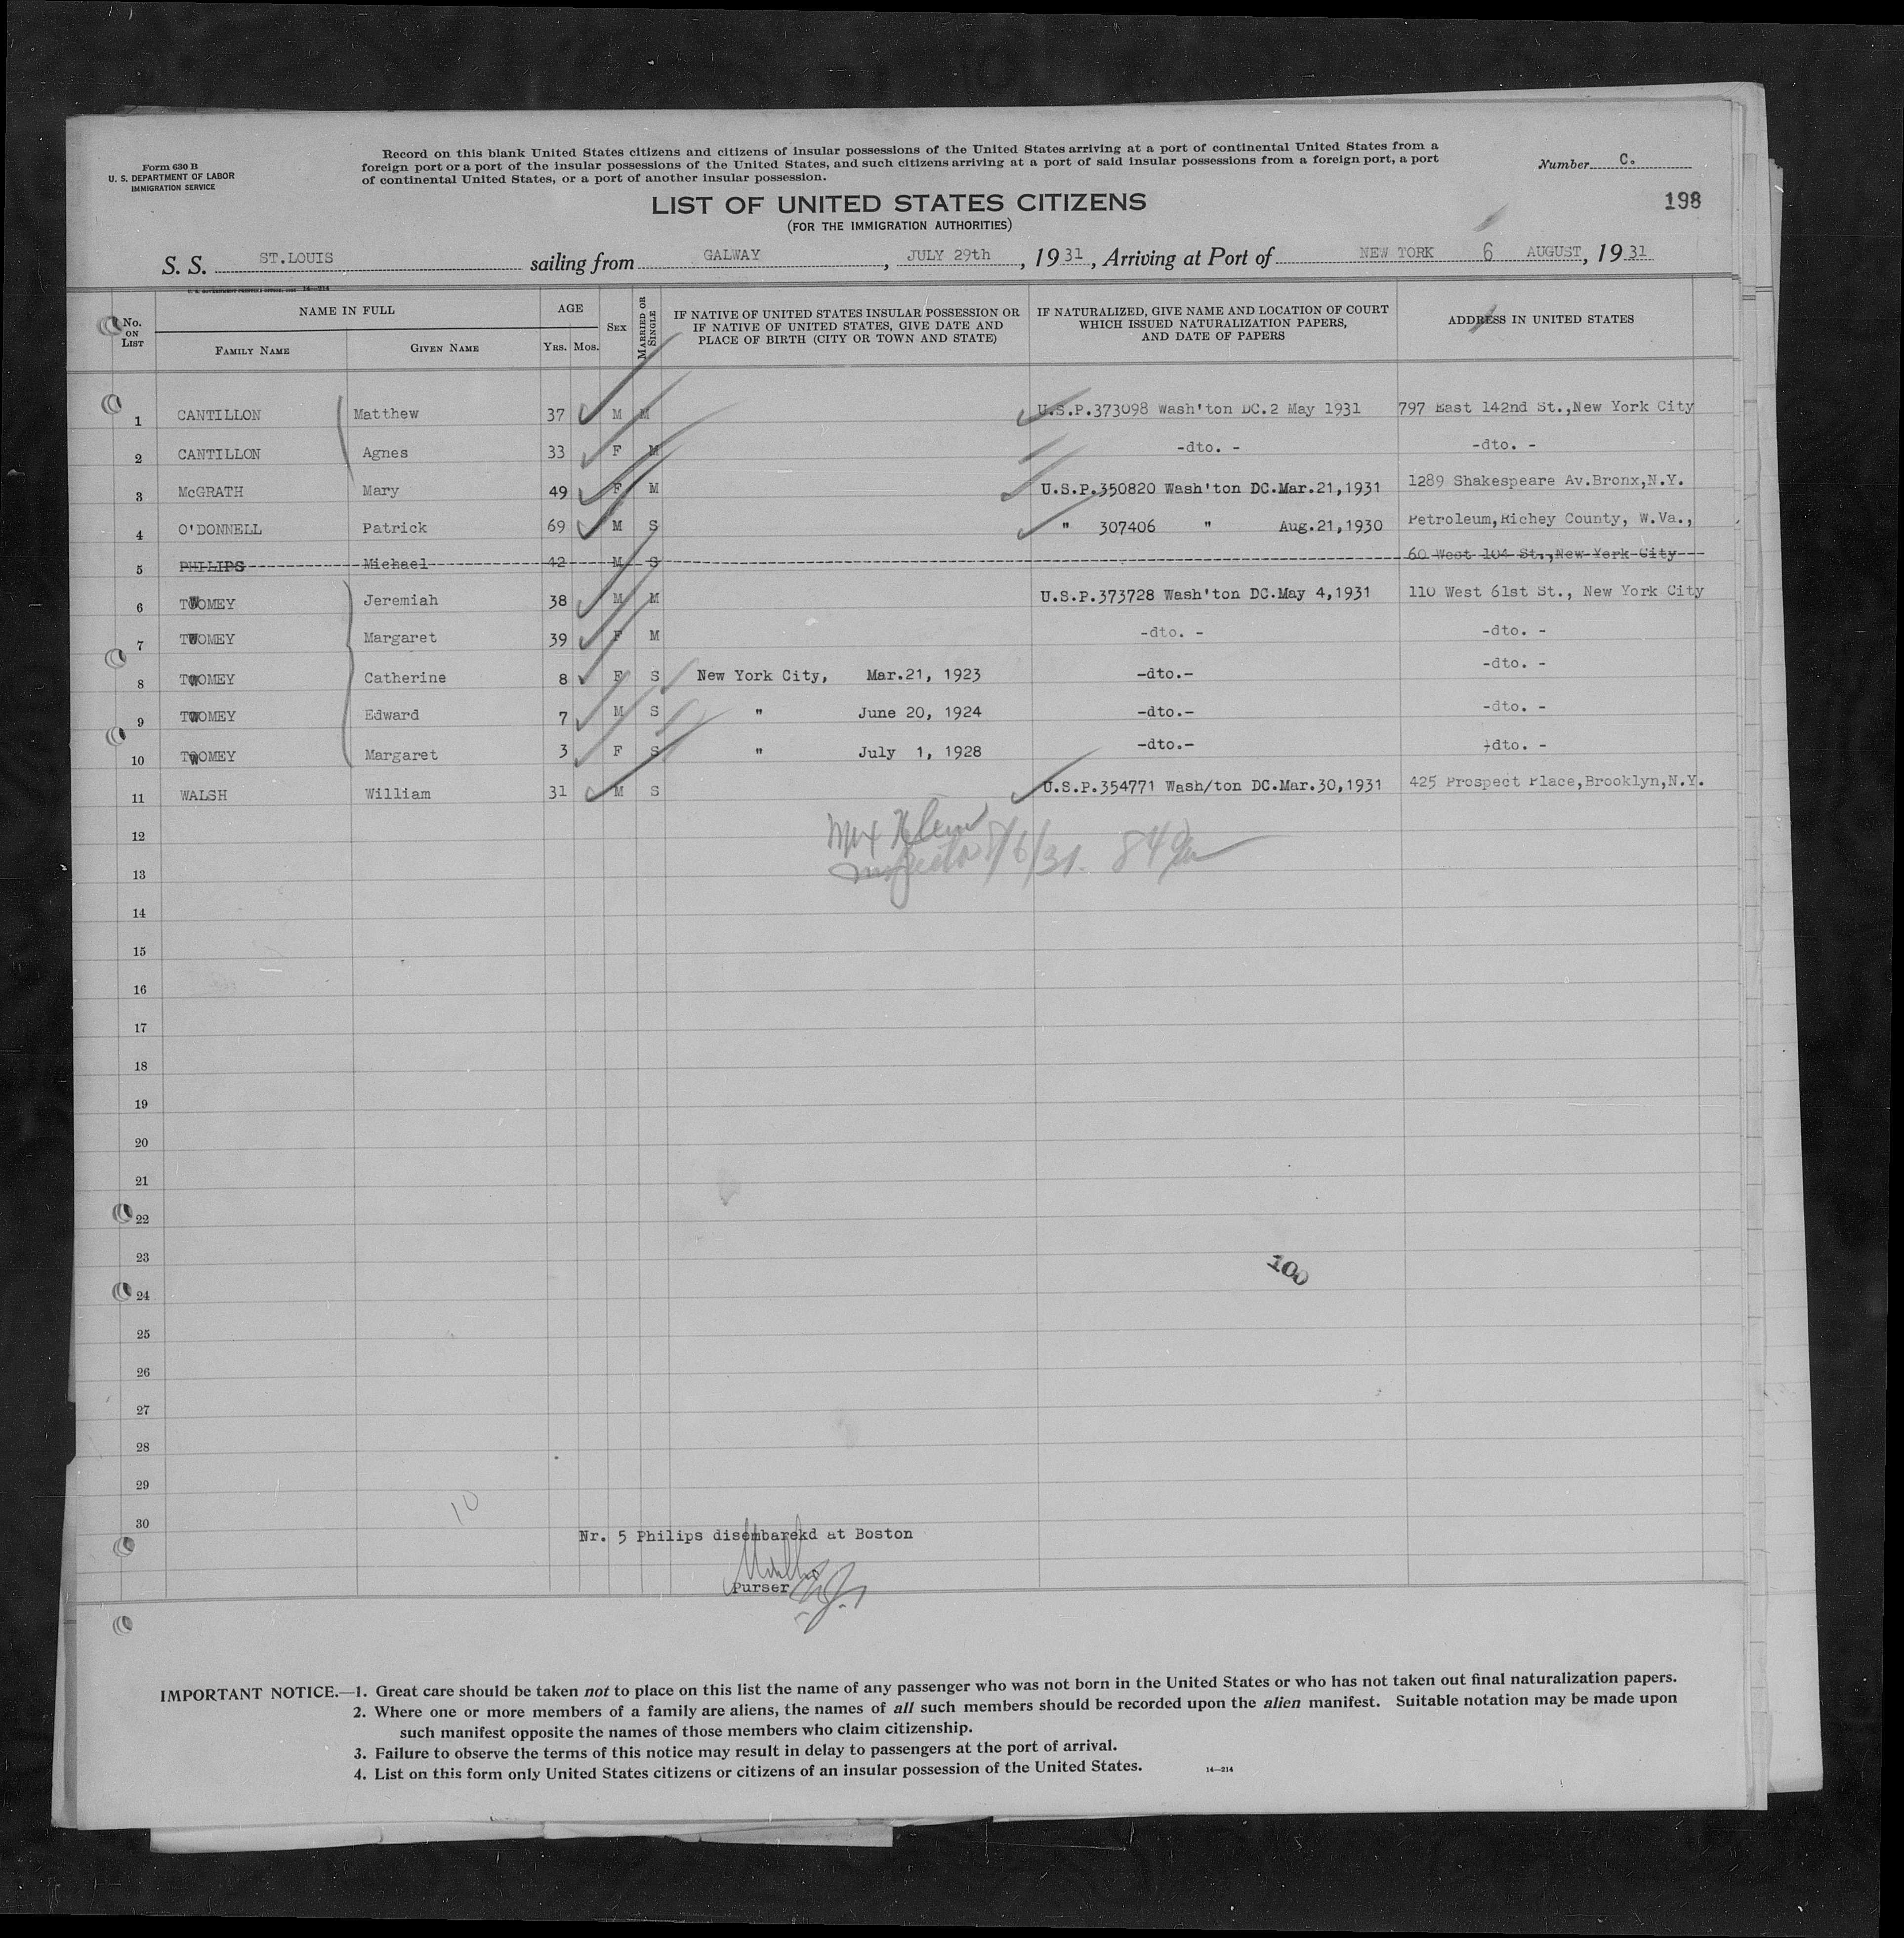 Form 630 B
U. S. DEPARTMENT OF LABOR
IMMIGRATION SERVICE
Record on this blank United States citizens and citizens of insular possessions of the United States arriving at a port of continental United States from a
foreign port or a port of the insular possessions of the United States, and such citizens arriving at a port of said insular possessions from a foreign port, a port
of continental United States, or a port of another insular possession.
Number C.
198
LIST OF UNITED STATES CITIZENS
(FOR THE IMMIGRATION AUTHORITIES)
S. S. ST.LOUIS sailing from GALWAY, JULY 29th, 1931, Arriving at Port of NEW YORK 6 AUGUST, 1931
14—214
No. ON LIST NAME IN FULL FAMILY NAME GIVEN NAME AGE YRS. MOS. SEX MARRIED OR SINGLE IF NATIVE OF UNITED STATES INSULAR POSSESSION OR IF NATIVE OF UNITED STATES, GIVE DATE AND PLACE OF BIRTH (CITY OR TOWN AND STATE) IF NATURALIZED, GIVE NAME AND LOCATION OF COURT WHICH ISSUED NATURALIZATION PAPERS, AND DATE OF PAPERS ADDRESS IN UNITED STATES
1 CANTILLON Matthew 37 M M U.S.P.373098 Wash'ton DC.2 May 1931 797 East 142nd St.,New York City
2 CANTILLON Agnes 33 F M -dto. - -dto. -
3 McGRATH Mary 49 F M U.S.P.350820 Wash'ton DC.Mar.21,1931 1289 Shakespeare Av.Bronx,N.Y.
4 O'DONNELL Patrick 69 M S " 307406 " Aug.21,1930 Petroleum,Richey County, W.Va.,
5 PHILLIPS Michael 42 M S 60 West 104 St.,New York City
6 TWOMEY Jeremiah 38 M M U.S.P.373728 Wash'ton DC.May 4,1931 110 West 61st St., New York City
7 TWOMEY Margaret 39 F M -dto. - -dto. -
8 TWOMEY Catherine 8 F S New York City, Mar.21, 1923 -dto.- -dto. -
9 TWOMEY Edward 7 M S " June 20, 1924 -dto.- -dto. -
10 TWOMEY Margaret 3 F S " July 1, 1928 -dto.- -dto. -
11 WALSH William 31 M S U.S.P.354771 Wash/ton DC.Mar.30,1931 425 Prospect Place,Brooklyn,N.Y.
12
13 8/6/31.
14
15
16
17
18
19
20
21
22
23
100
24
25
26
27
28
29
10
30
Nr. 5 Philips disembarekd at Boston
Purser
IMPORTANT NOTICE.—1. Great care should be taken not to place on this list the name of any passenger who was not born in the United States or who has not taken out final naturalization papers.
2. Where one or more members of a family are aliens, the names of all such members should be recorded upon the alien manifest. Suitable notation may be made upon
such manifest opposite the names of those members who claim citizenship.
3. Failure to observe the terms of this notice may result in delay to passengers at the port of arrival.
4. List on this form only United States citizens or citizens of an insular possession of the United States. 14—214